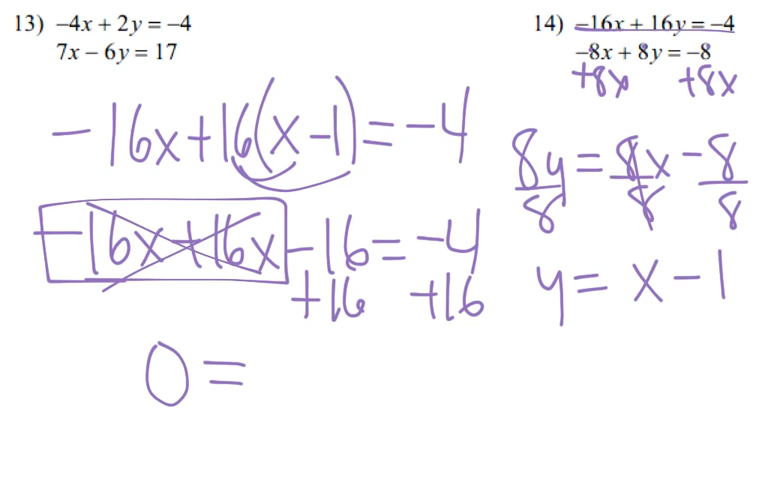 13) –4x + 2y = –4
7x – 6y = 17
14) –16x + 16y = –4
–8x + 8y = –8
+8x +8x
-16x+16(x-1)=-4
8y = 8x - 8
8 8 8
-16x+16x-16=-4
+16 +16
y = x - 1
0 =